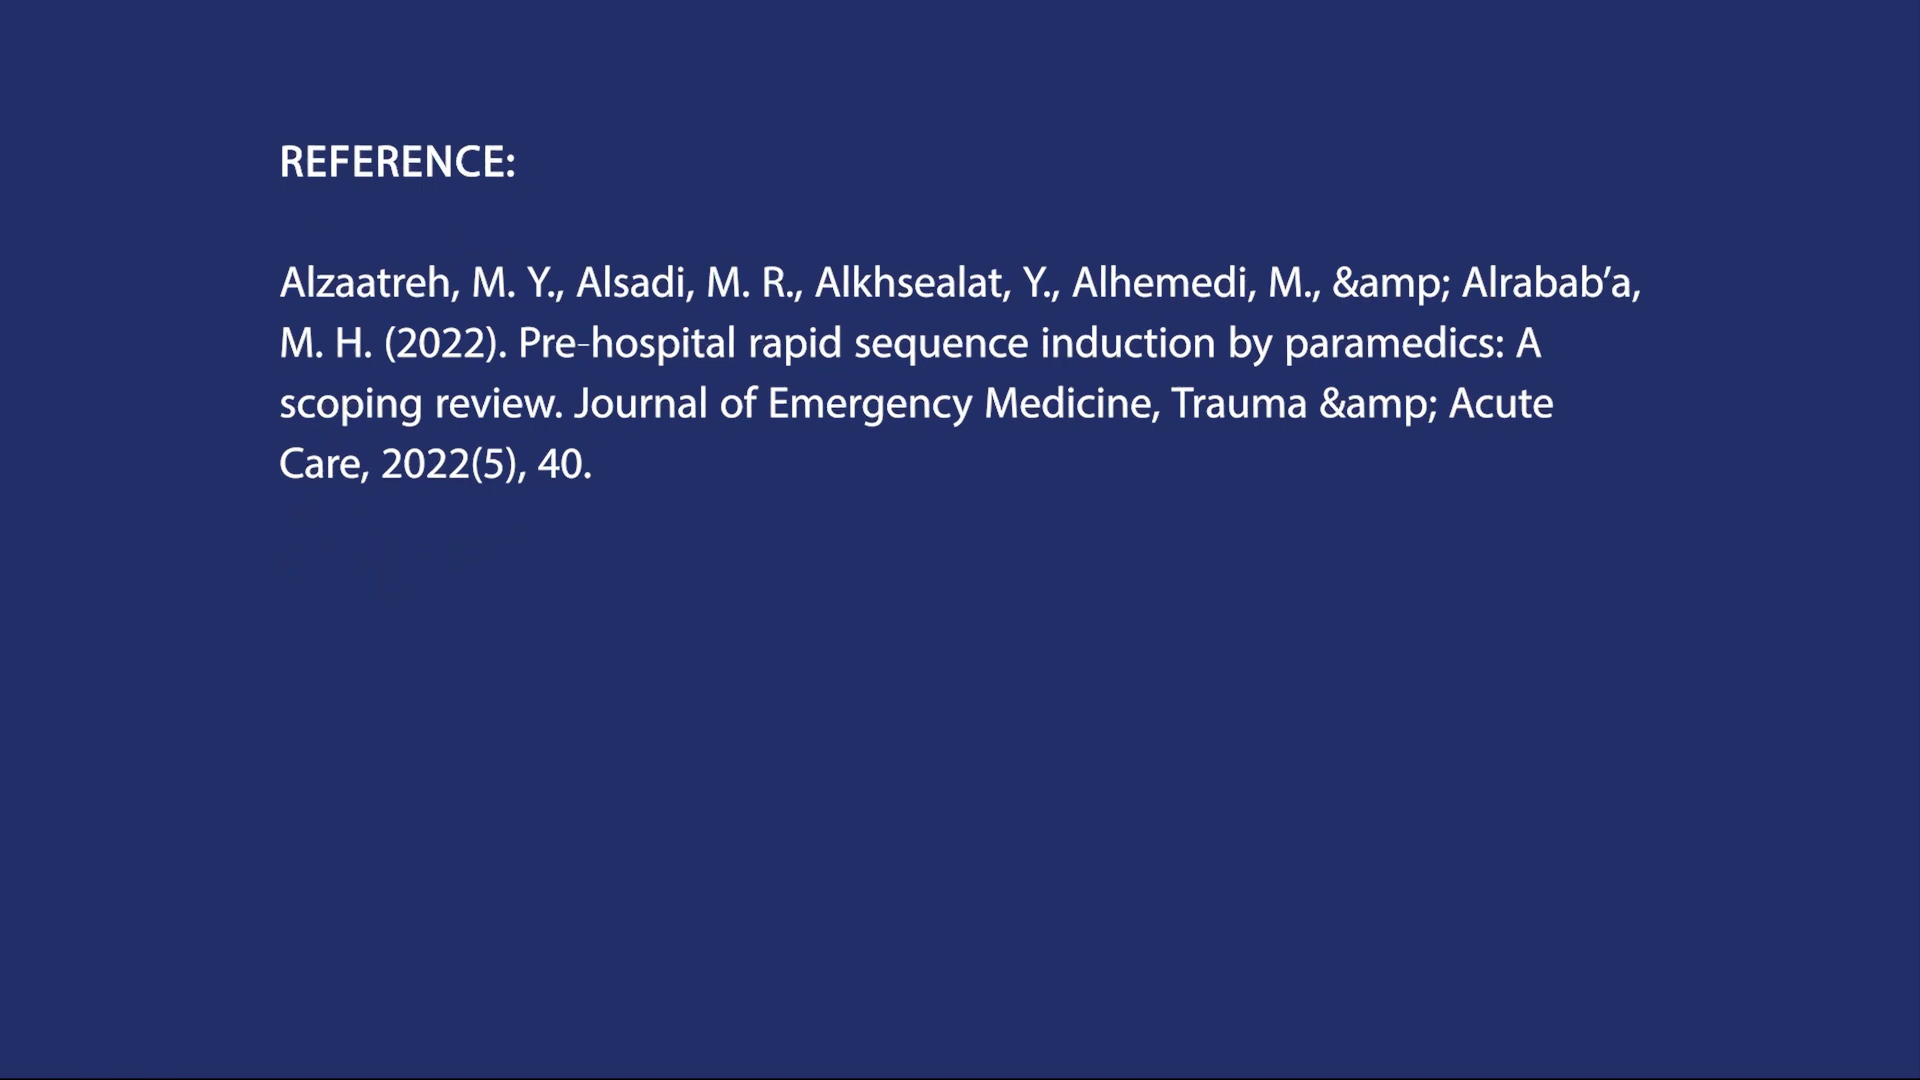 REFERENCE:
Alzaatreh, M. Y., Alsadi, M. R., Alkhsealat, Y., Alhemedi, M., &amp; Alrabab’a,
M. H. (2022). Pre-hospital rapid sequence induction by paramedics: A
scoping review. Journal of Emergency Medicine, Trauma &amp; Acute
Care, 2022(5), 40.